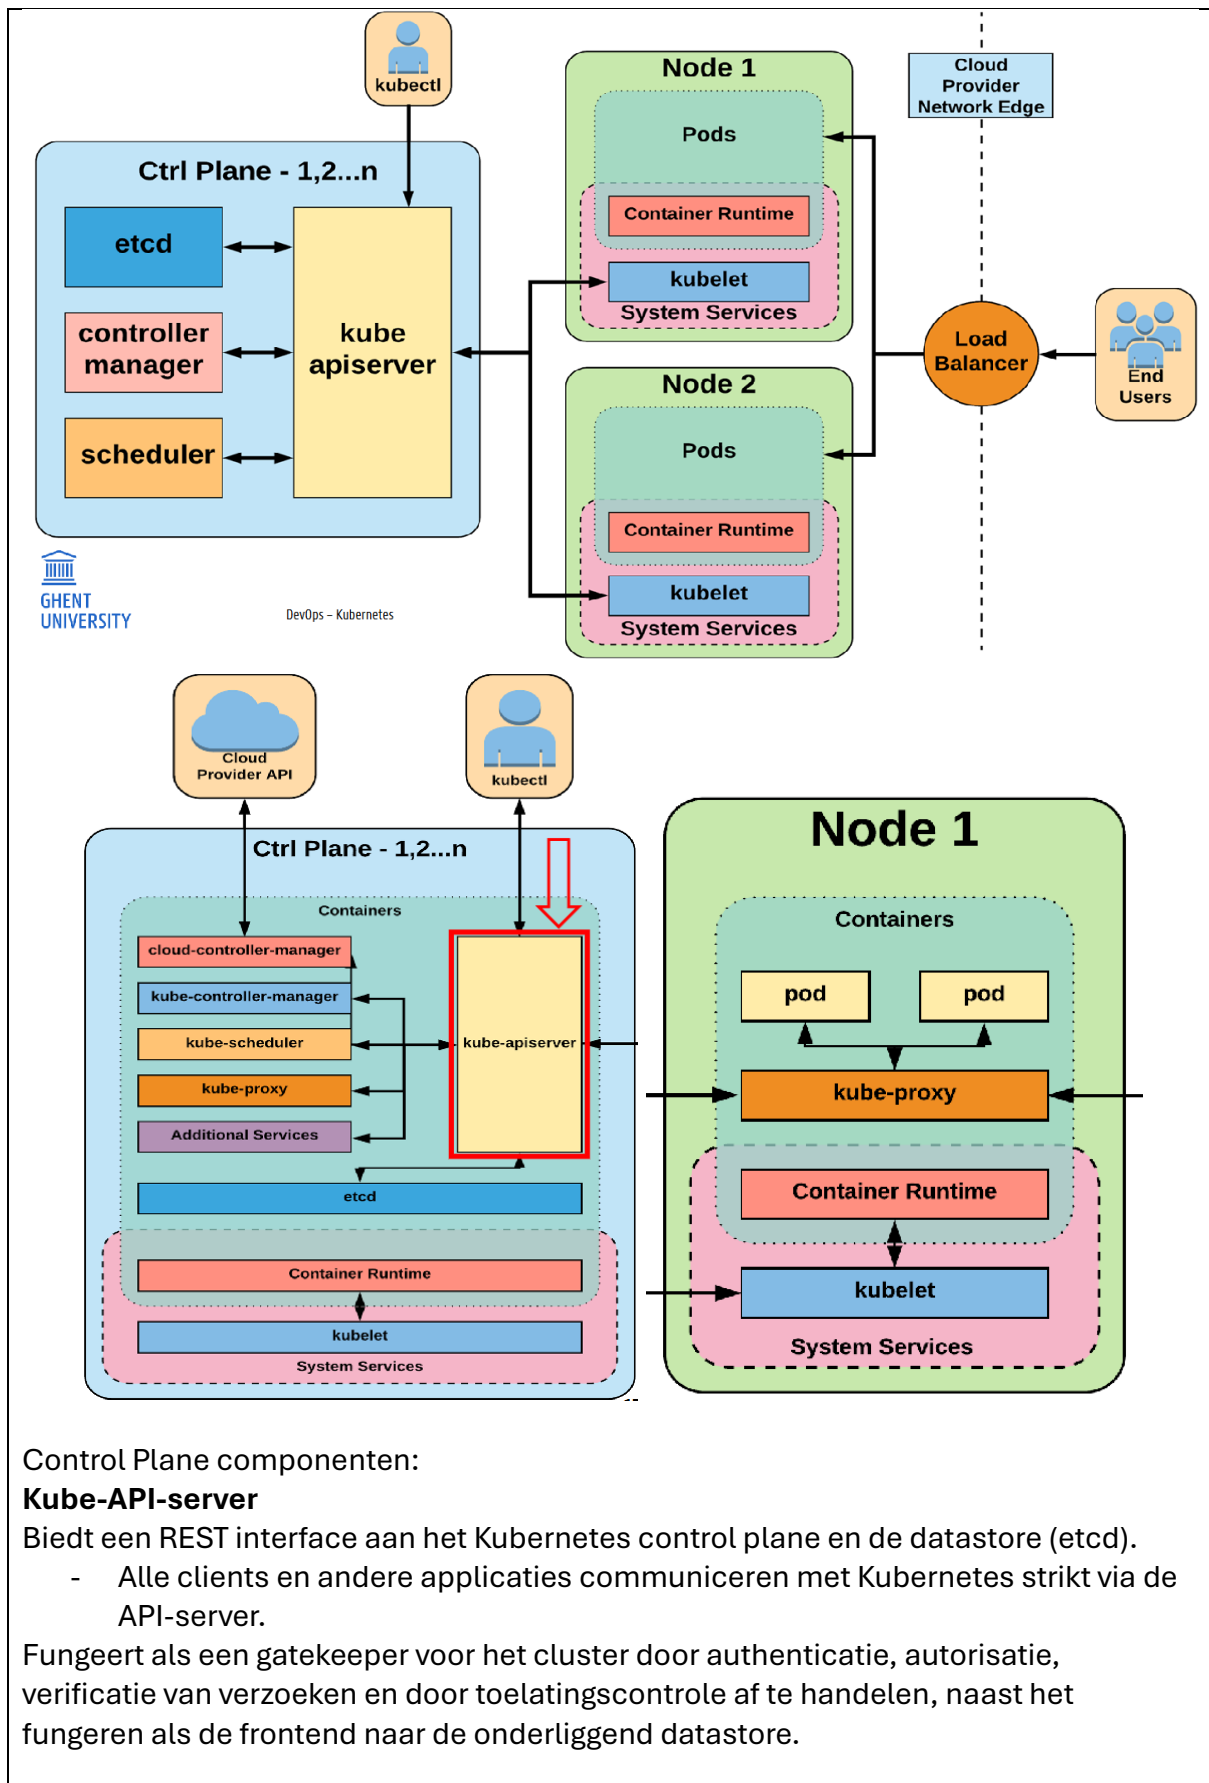 kubectl
Ctrl Plane - 1,2...n
etcd
controller
manager
scheduler
kube
apiserver
Node 1
Pods
Container Runtime
kubelet
System Services
Node 2
Pods
Container Runtime
kubelet
System Services
Cloud
Provider
Network Edge
Load
Balancer
End
Users
GHENT
UNIVERSITY
DevOps – Kubernetes
Cloud
Provider API
kubectl
Ctrl Plane - 1,2...n
Containers
cloud-controller-manager
kube-controller-manager
kube-scheduler
kube-proxy
Additional Services
kube-apiserver
etcd
Container Runtime
kubelet
System Services
Node 1
Containers
pod
pod
kube-proxy
Container Runtime
kubelet
System Services
Control Plane componenten:
Kube-API-server
Biedt een REST interface aan het Kubernetes control plane en de datastore (etcd).
- Alle clients en andere applicaties communiceren met Kubernetes strikt via de
API-server.
Fungeert als een gatekeeper voor het cluster door authenticatie, autorisatie,
verificatie van verzoeken en door toelatingscontrole af te handelen, naast het
fungeren als de frontend naar de onderliggend datastore.